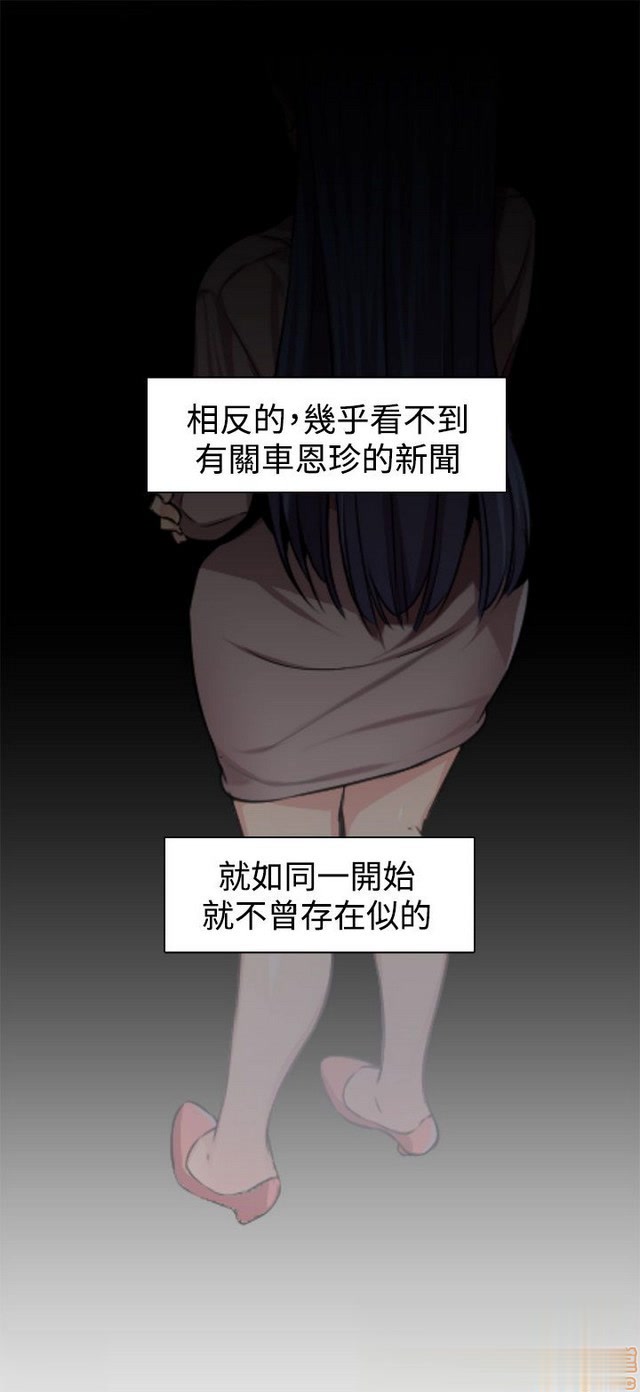 相反的，幾乎看不到
有關車恩珍的新聞
就如同一開始
就不曾存在似的